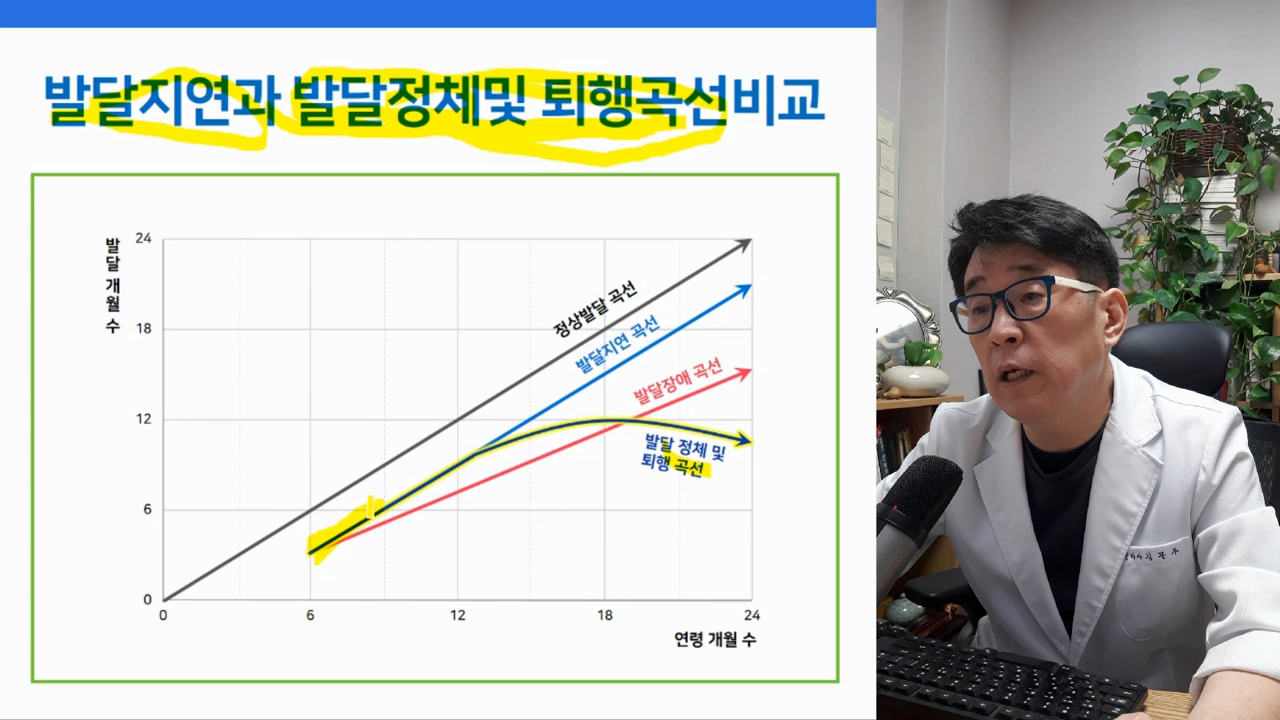 발달지연과 발달정체및 퇴행곡선비교
발달 개월 수
24
18
12
6
0
정상발달 곡선
발달지연 곡선
발달장애 곡선
발달 정체 및
퇴행 곡선
0
6
12
18
24
연령 개월 수